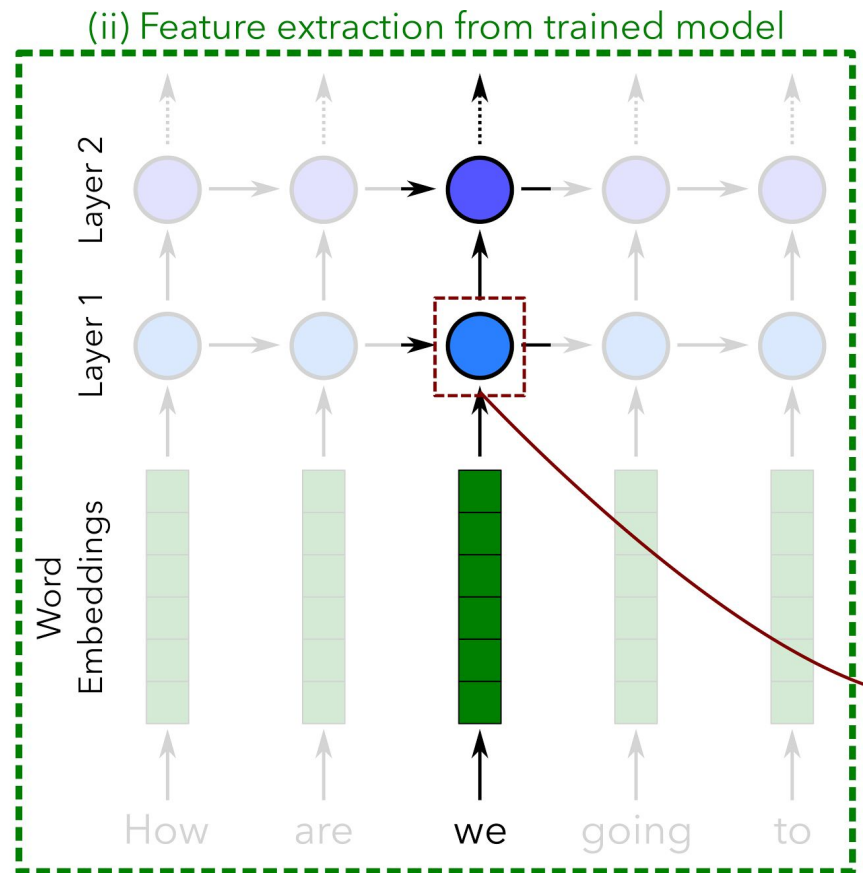 (ii) Feature extraction from trained model
Layer 2
Layer 1
Word
Embeddings
How are we going to